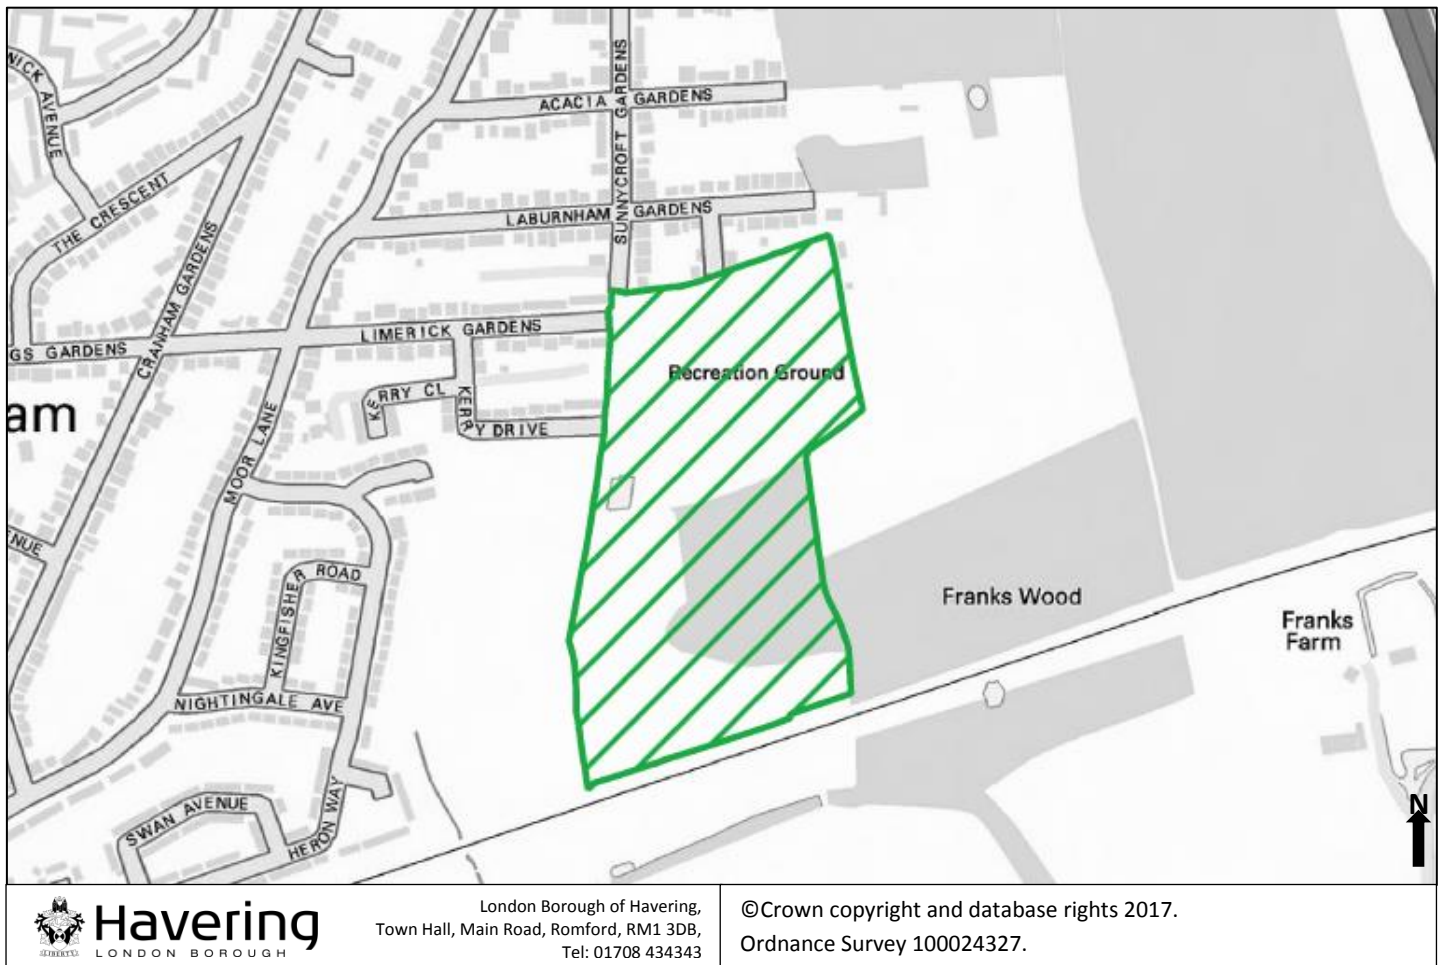 NICK AVENUE
THE CRESCENT
CRANHAM GARDENS
GS GARDENS
ACACIA GARDENS
SUNNYCROFT GARDENS
LABURNHAM GARDENS
LIMERICK GARDENS
KERRY CL
KERRY DRIVE
am
MOOR LANE
NUE
KINGFISHER ROAD
NIGHTINGALE AVE
SWAN AVENUE
HERON WAY
Recreation Ground
Franks Wood
Franks
Farm
N
Havering
LONDON BOROUGH
LIBERTY
London Borough of Havering,
Town Hall, Main Road, Romford, RM1 3DB,
Tel: 01708 434343
©Crown copyright and database rights 2017.
Ordnance Survey 100024327.